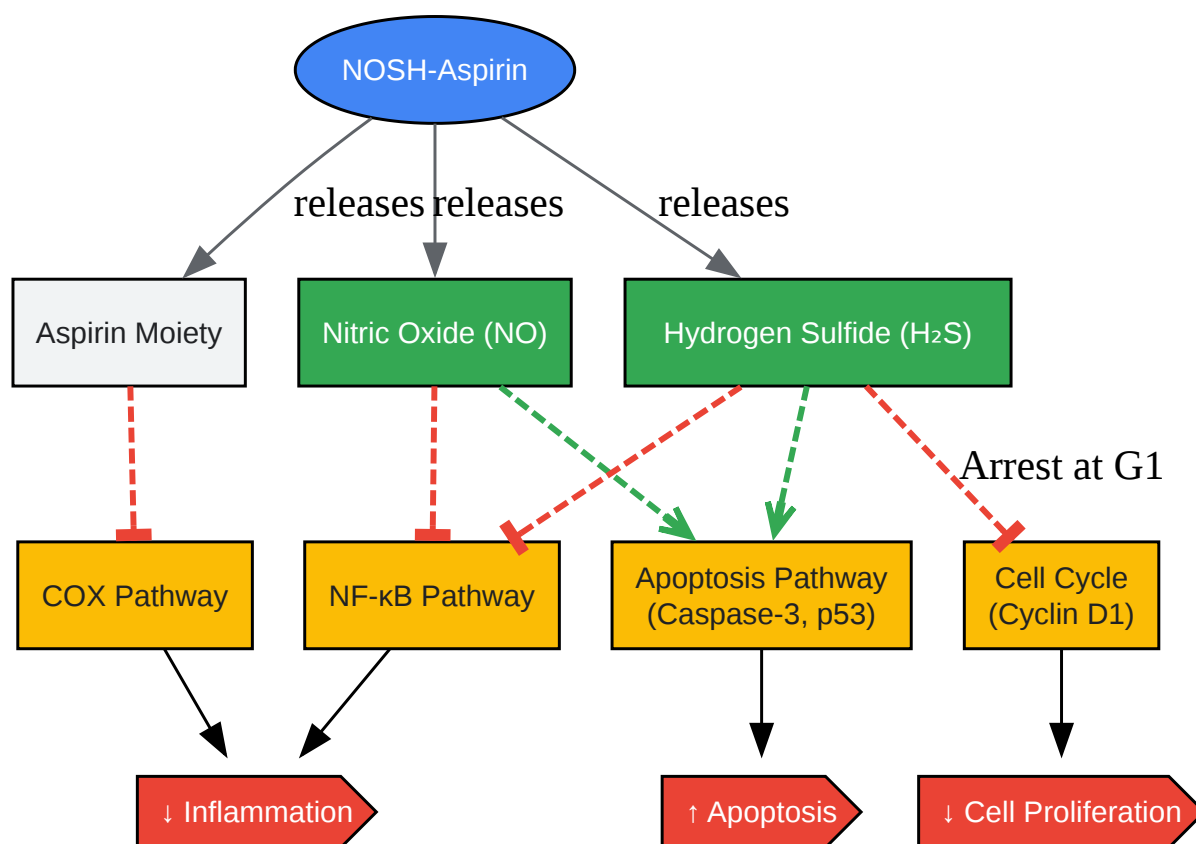 NOSH-Aspirin
releases
releases
releases
Aspirin Moiety
Nitric Oxide (NO)
Hydrogen Sulfide (H₂S)
Arrest at G1
COX Pathway
NF-κB Pathway
Apoptosis Pathway
(Caspase-3, p53)
Cell Cycle
(Cyclin D1)
↓ Inflammation
↑ Apoptosis
↓ Cell Proliferation